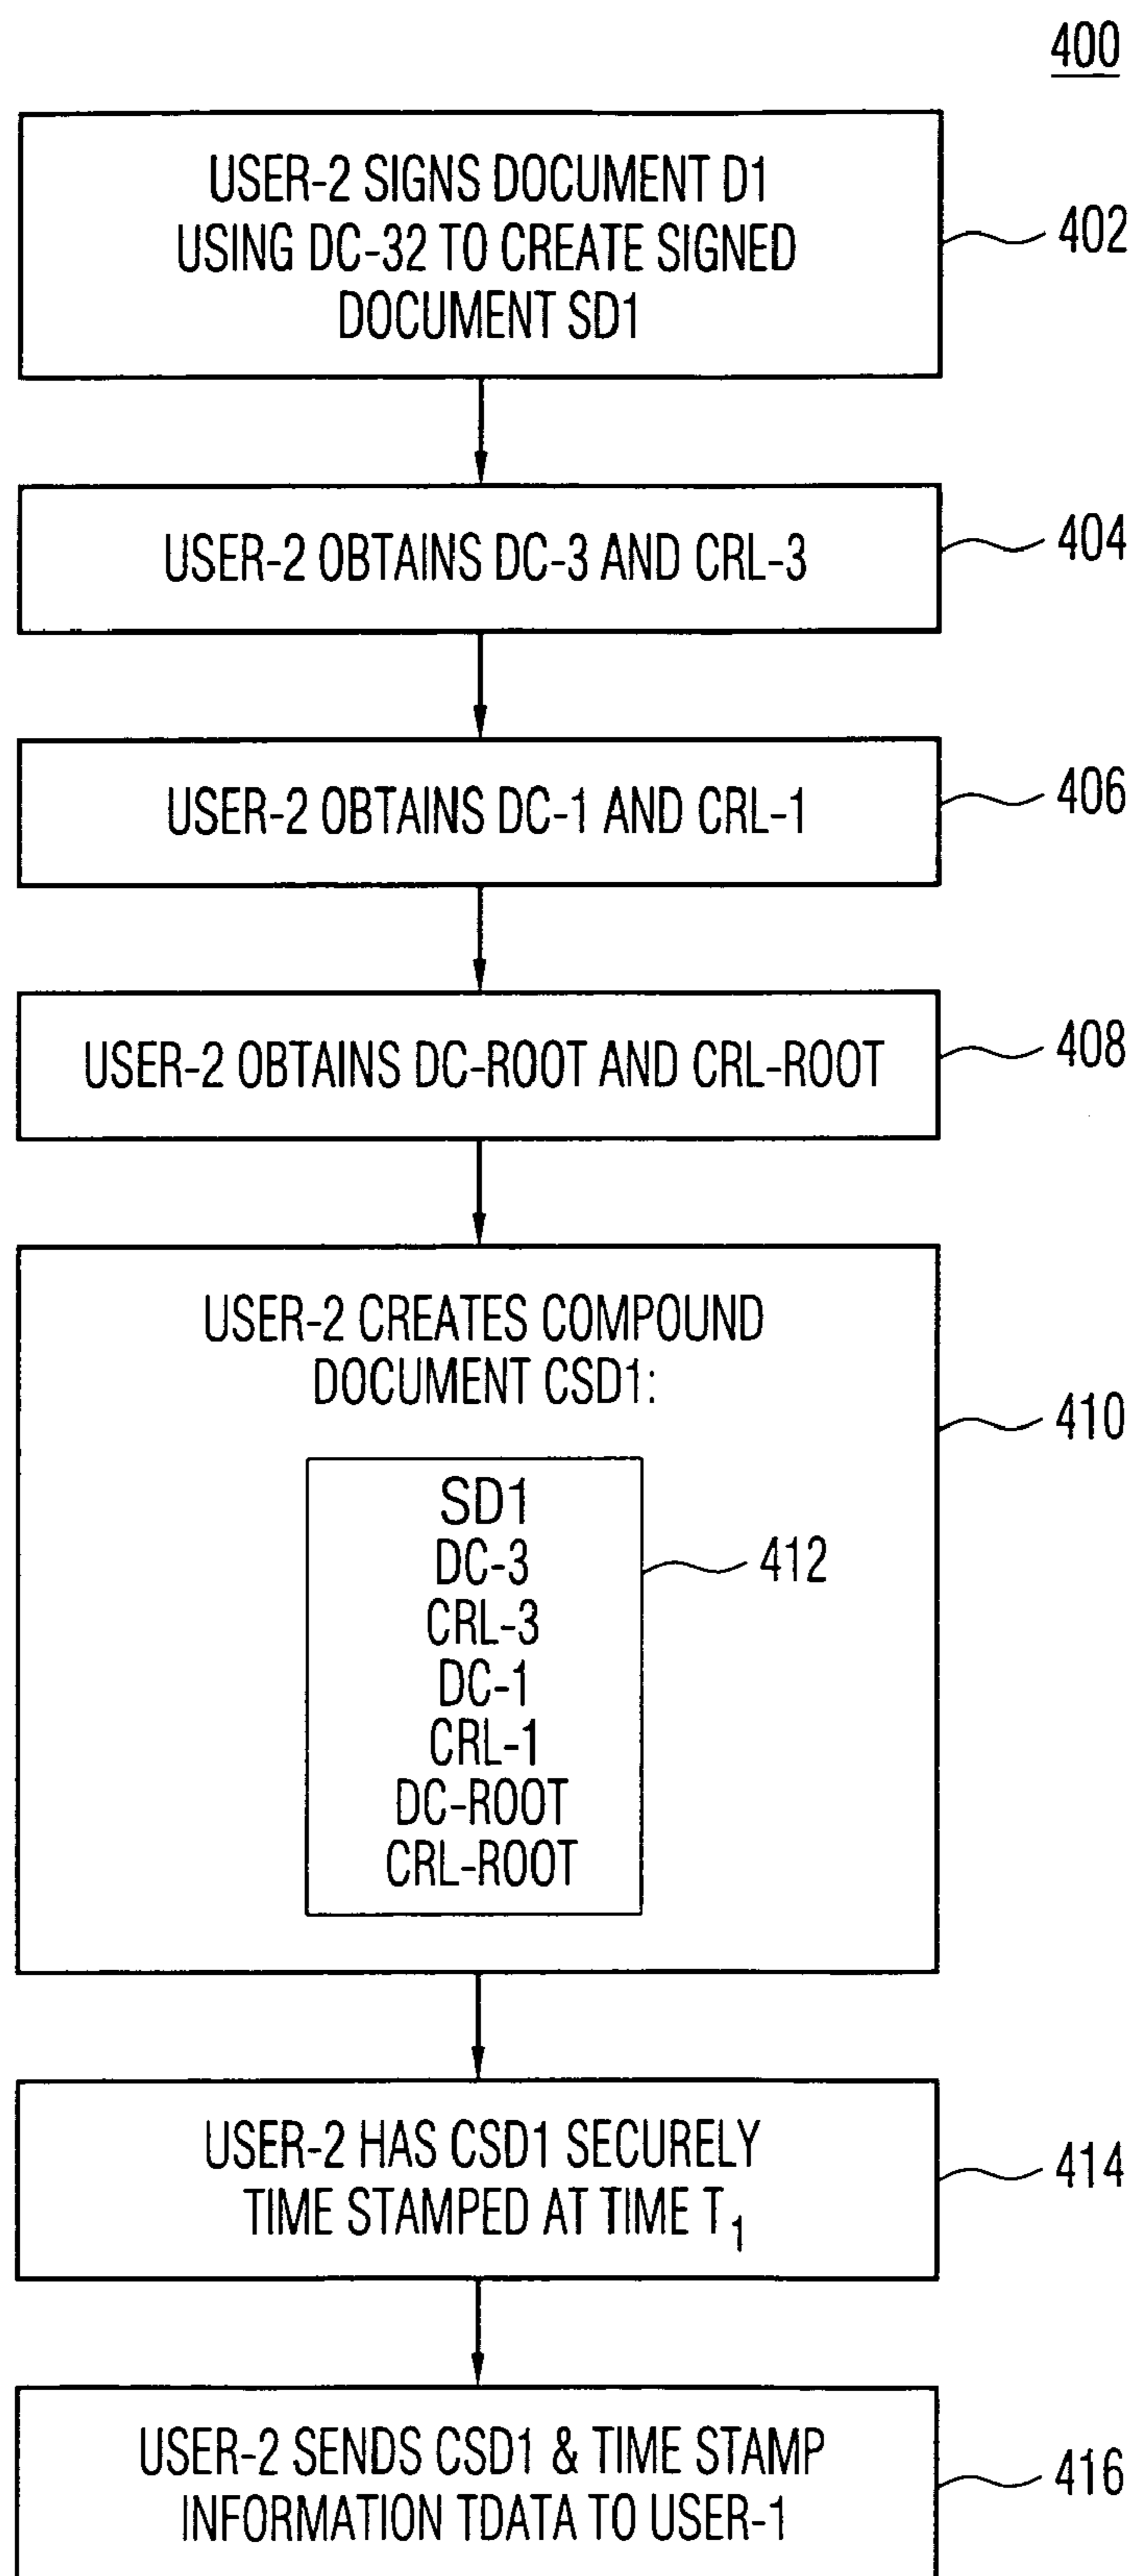 400
USER-2 SIGNS DOCUMENT D1
USING DC-32 TO CREATE SIGNED
DOCUMENT SD1
402
USER-2 OBTAINS DC-3 AND CRL-3
404
USER-2 OBTAINS DC-1 AND CRL-1
406
USER-2 OBTAINS DC-ROOT AND CRL-ROOT
408
USER-2 CREATES COMPOUND
DOCUMENT CSD1:
410
SD1
DC-3
412
CRL-3
DC-1
CRL-1
DC-ROOT
CRL-ROOT
USER-2 HAS CSD1 SECURELY
TIME STAMPED AT TIME T1
414
USER-2 SENDS CSD1 & TIME STAMP
INFORMATION TDATA TO USER-1
416